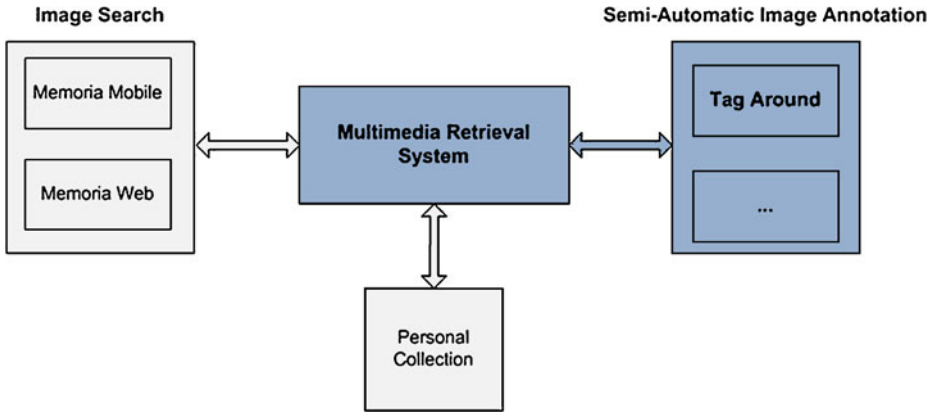 Image Search
Memoria Mobile
Memoria Web
Multimedia Retrieval
System
Personal
Collection
Semi-Automatic Image Annotation
Tag Around
...